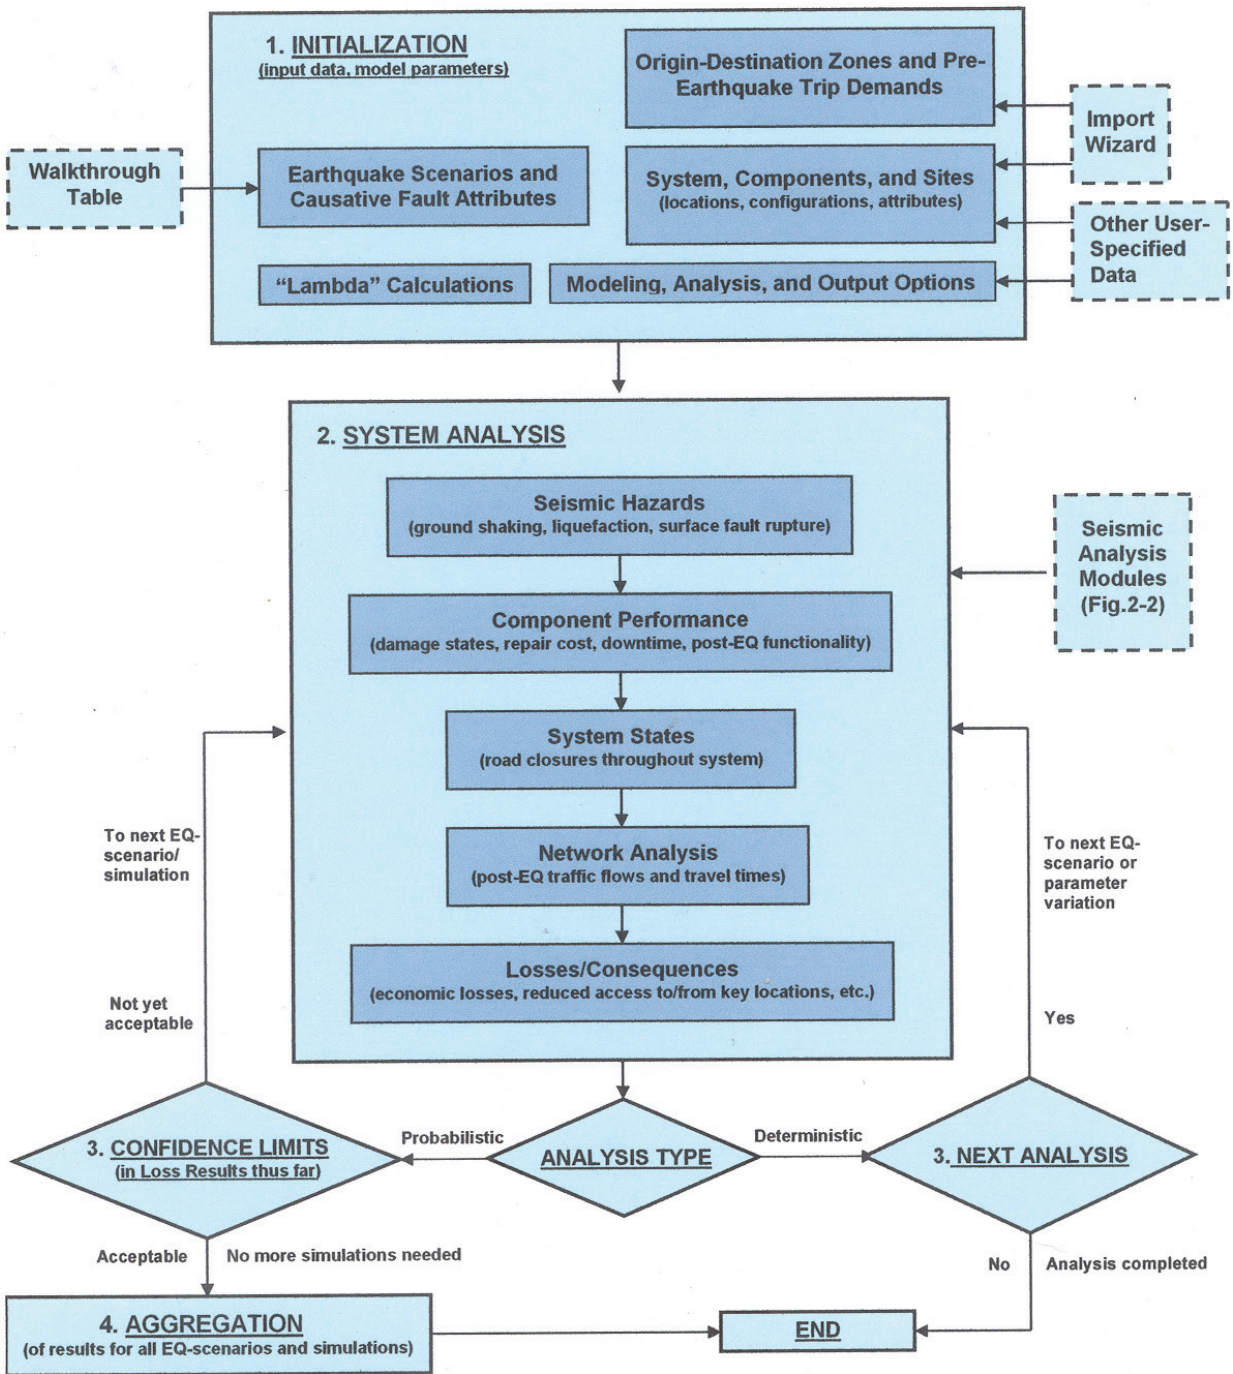 1. INITIALIZATION
(input data, model parameters)
Origin-Destination Zones and Pre-
Earthquake Trip Demands
Import
Wizard
Walkthrough
Table
Earthquake Scenarios and
Causative Fault Attributes
System, Components, and Sites
(locations, configurations, attributes)
Other User-
Specified
Data
“Lambda” Calculations
Modeling, Analysis, and Output Options
2. SYSTEM ANALYSIS
Seismic Hazards
(ground shaking, liquefaction, surface fault rupture)
Seismic
Analysis
Modules
(Fig.2-2)
Component Performance
(damage states, repair cost, downtime, post-EQ functionality)
System States
(road closures throughout system)
To next EQ-
scenario/
simulation
Network Analysis
(post-EQ traffic flows and travel times)
To next EQ-
scenario or
parameter
variation
Losses/Consequences
(economic losses, reduced access to/from key locations, etc.)
Not yet
acceptable
Yes
3. CONFIDENCE LIMITS
(in Loss Results thus far)
Probabilistic
ANALYSIS TYPE
Deterministic
3. NEXT ANALYSIS
Acceptable
No more simulations needed
No
Analysis completed
4. AGGREGATION
(of results for all EQ-scenarios and simulations)
END